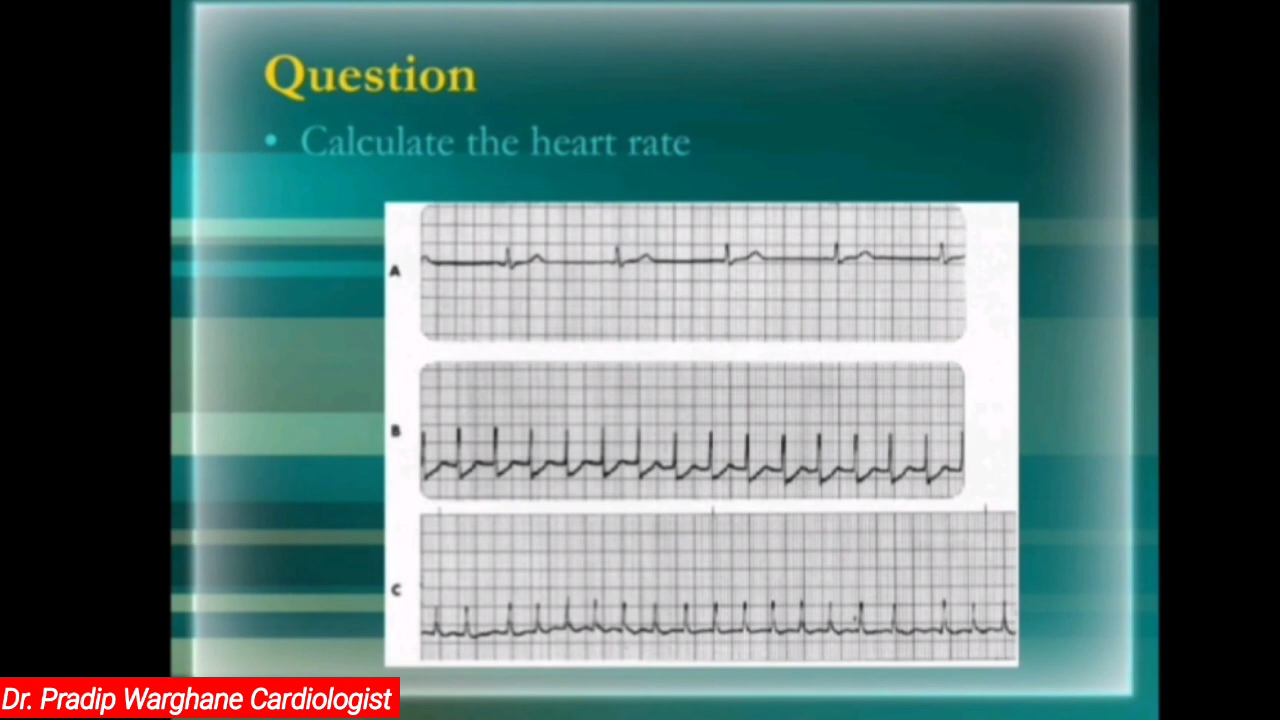 Question
• Calculate the heart rate
A
B
C
Dr. Pradip Warghane Cardiologist